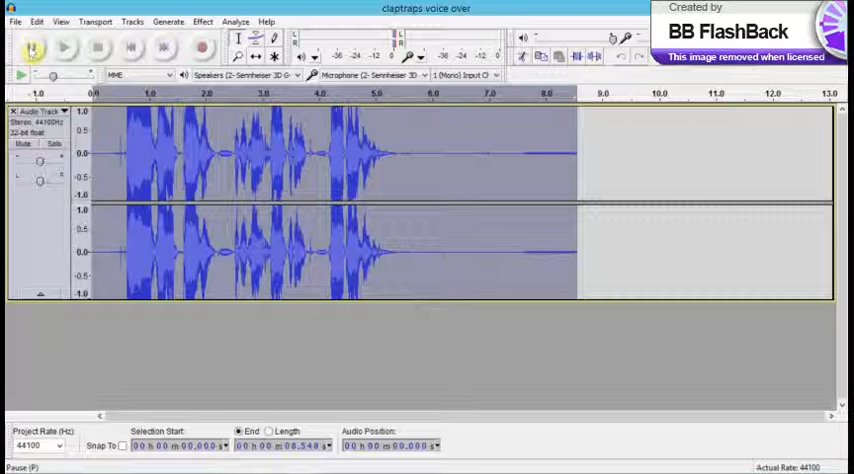 claptraps voice over
File Edit View Transport Tracks Generate Effect Analyze Help
Created by
BB FlashBack
This image removed when licensed
L
R
-36 -24 -12 0
L
R
-36 -24 -12 0
MME
Speakers (2- Sennheiser 3D G
Microphone (2- Sennheiser 3D
1 (Mono) Input Ch
- 1.0 0.0 1.0 2.0 3.0 4.0 5.0 6.0 7.0 8.0 9.0 10.0 11.0 12.0 13.0
Audio Track
Stereo, 44100Hz
32-bit float
Mute Solo
- +
L R
1.0
0.5
0.0
-0.5
-1.0
1.0
0.5
0.0
-0.5
-1.0
Project Rate (Hz):
44100
Snap To
Selection Start:
00 h 00 m 00.000 s
End Length
00 h 00 m 08.548 s
Audio Position:
00 h 00 m 00.000 s
Pause (P)
Actual Rate: 44100